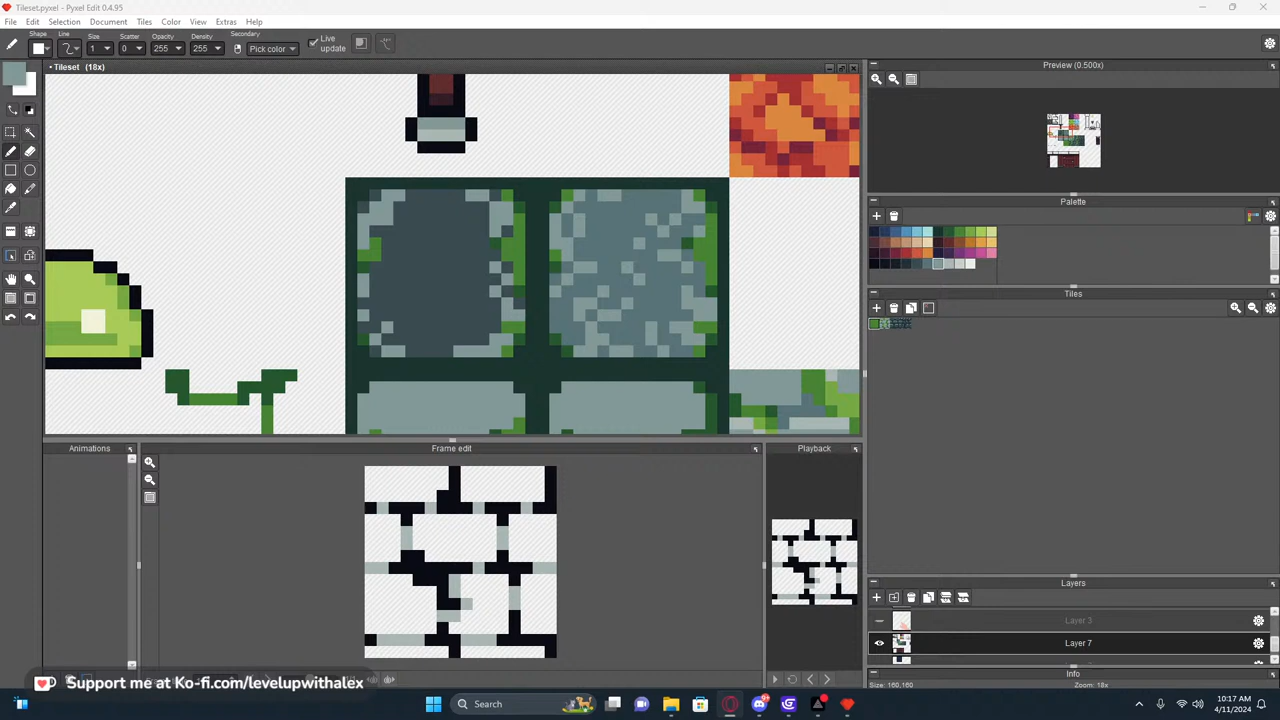 Tileset.pyxel - Pyxel Edit 0.4.95
File Edit Selection Document Tiles Color View Extras Help
Shape Line Size Scatter Opacity Density Secondary
1 0 255 255 Pick color Live update
• Tileset (18x)
Preview (0.500x)
Palette
Tiles
Animations Frame edit Playback
Layers
Layer 3
Layer 7
Info
Size: 160,160 Zoom: 18x
Support me at Ko-fi.com/levelupwithalex
Search
10:17 AM
4/11/2024